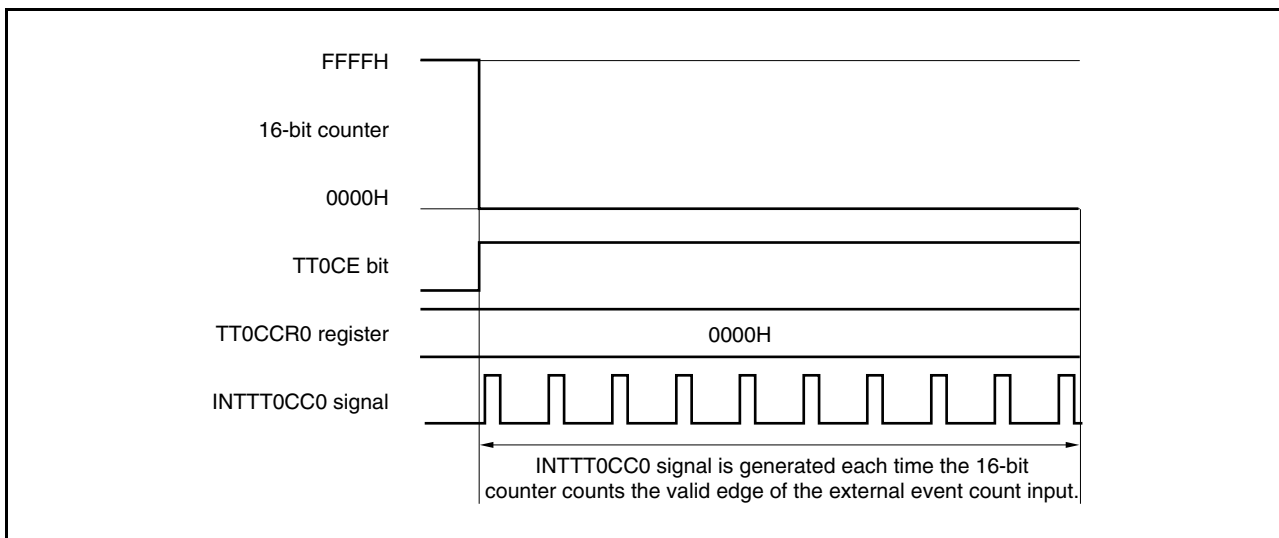 FFFFH
16-bit counter
0000H
TT0CE bit
TT0CCR0 register
0000H
INTTT0CC0 signal
INTTT0CC0 signal is generated each time the 16-bit
counter counts the valid edge of the external event count input.